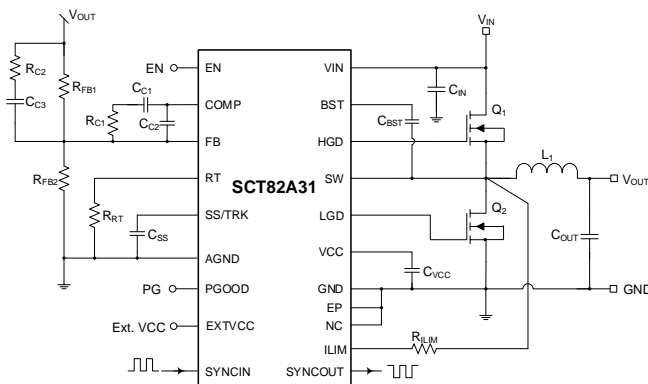 VOUT
VIN
RC2
RFB1
CC3
CC1
RC1
CC2
RFB2
RRT
CSS
EN
EN
COMP
FB
RT
SS/TRK
AGND
PG
PGOOD
Ext. VCC
EXTVCC
SYNCIN
SCT82A31
VIN
BST
HGD
SW
LGD
VCC
GND
EP
NC
ILIM
SYNCOUT
CIN
CBST
Q1
L1
VOUT
Q2
COUT
CVCC
GND
RILIM